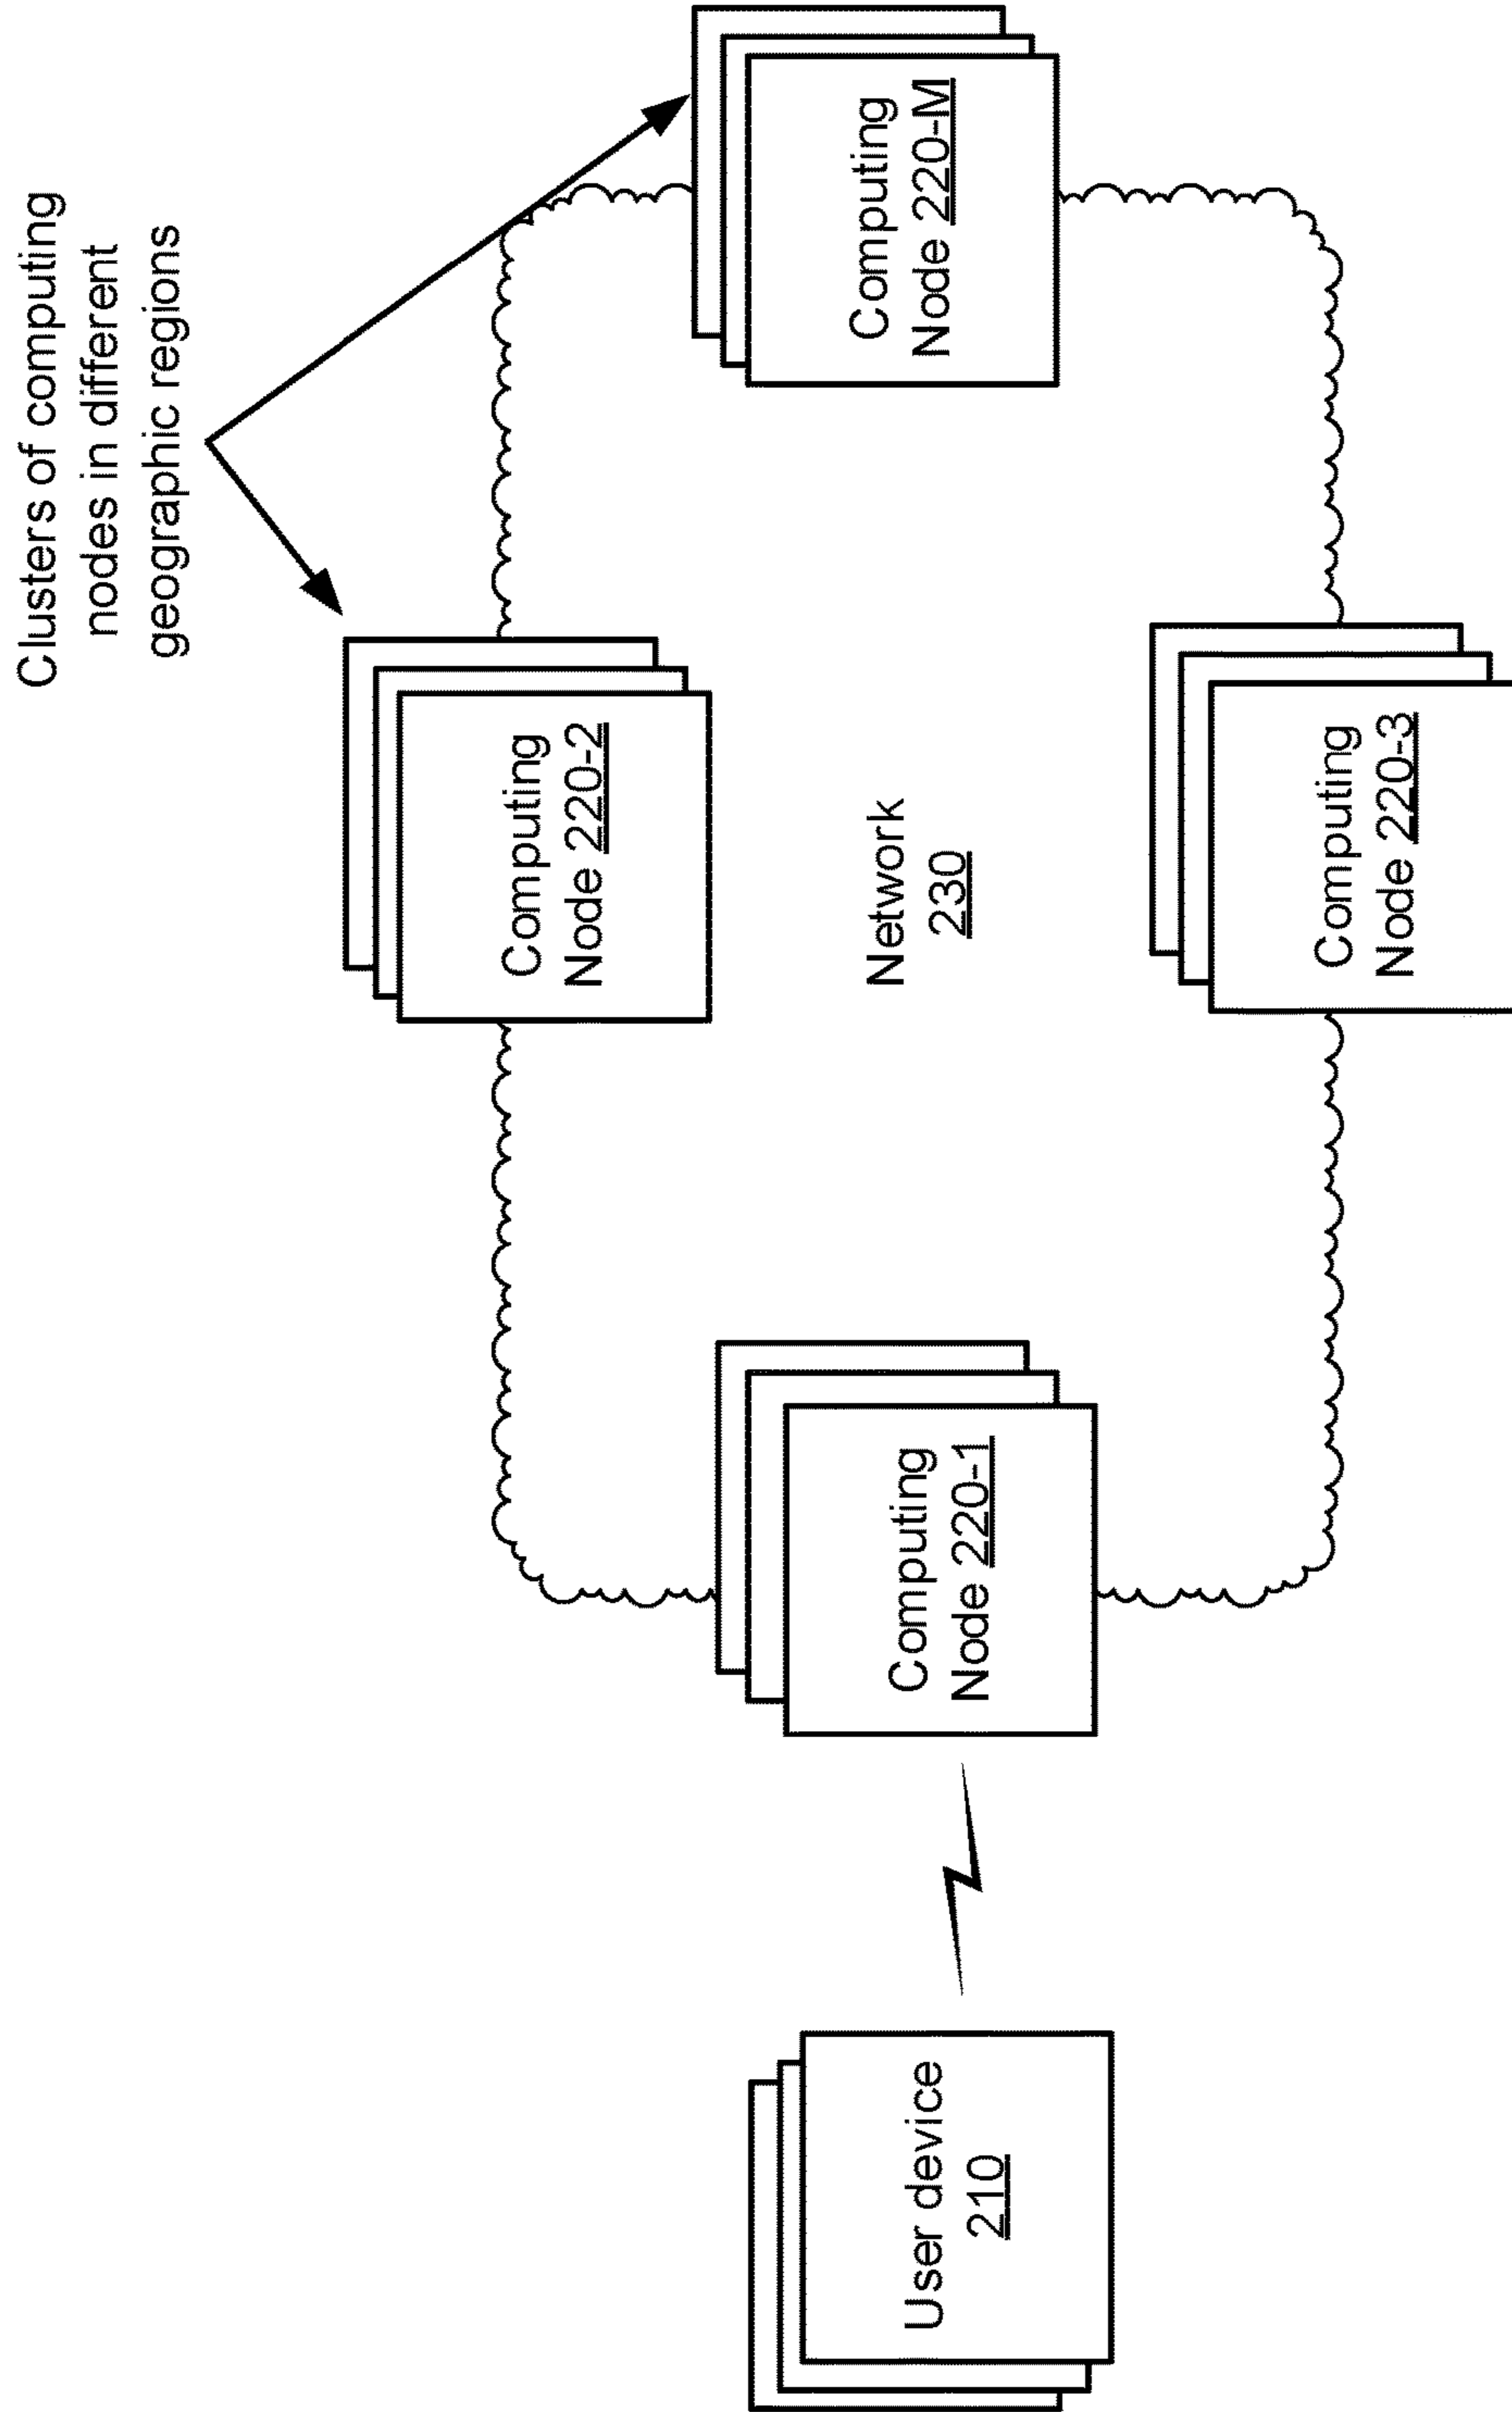 Clusters of computing
nodes in different
geographic regions
Computing
Node 220-2
User device
210
Computing
Node 220-1
Network
230
Computing
Node 220-M
Computing
Node 220-3